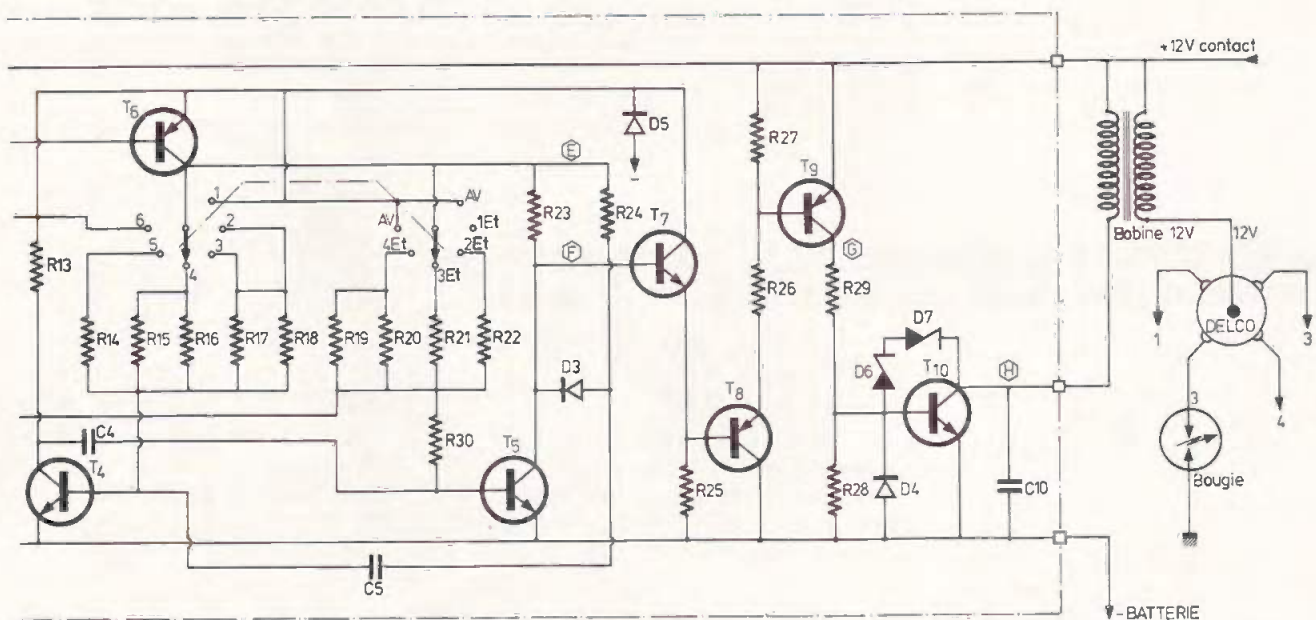 +12V contact
T6
D5
R27
E
1
AV
T9
6
2
AV
1Et
R23
R24
T7
Bobine 12V
12V
5
3
4Et
2Et
R13
4
3Et
F
G
R26
R29
DELCO
1
3
D7
R14
R15
R16
R17
R18
R19
R20
R21
R22
D3
D6
T10
H
T8
3
4
C4
R30
T5
T4
R25
R28
D4
C10
Bougie
C5
-
-BATTERIE